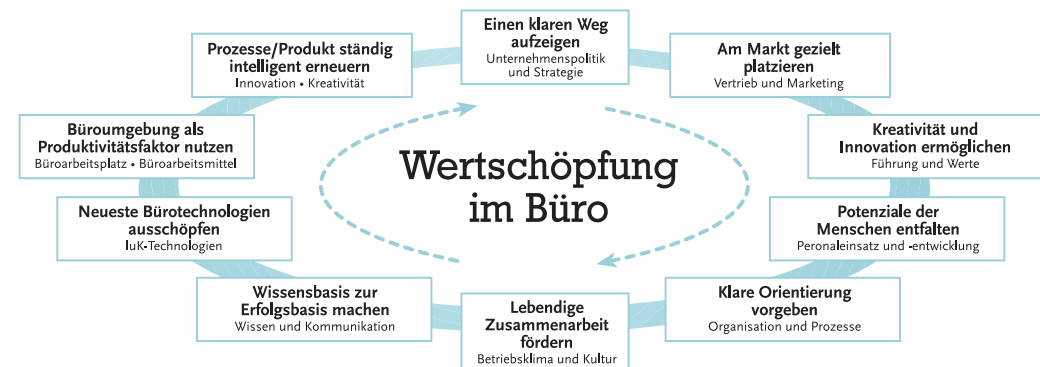 Einen klaren Weg
aufzeigen
Unternehmenspolitik
und Strategie
Prozesse/Produkt ständig
intelligent erneuern
Innovation • Kreativität
Am Markt gezielt
platzieren
Vertrieb und Marketing
Büroumgebung als
Produktivitätsfaktor nutzen
Büroarbeitsplatz • Büroarbeitsmittel
Kreativität und
Innovation ermöglichen
Führung und Werte
Wertschöpfung
im Büro
Neueste Bürotechnologien
ausschöpfen
IuK-Technologien
Potenziale der
Menschen entfalten
Peronaleinsatz und -entwicklung
Wissensbasis zur
Erfolgsbasis machen
Wissen und Kommunikation
Lebendige
Zusammenarbeit
fördern
Betriebsklima und Kultur
Klare Orientierung
vorgeben
Organisation und Prozesse